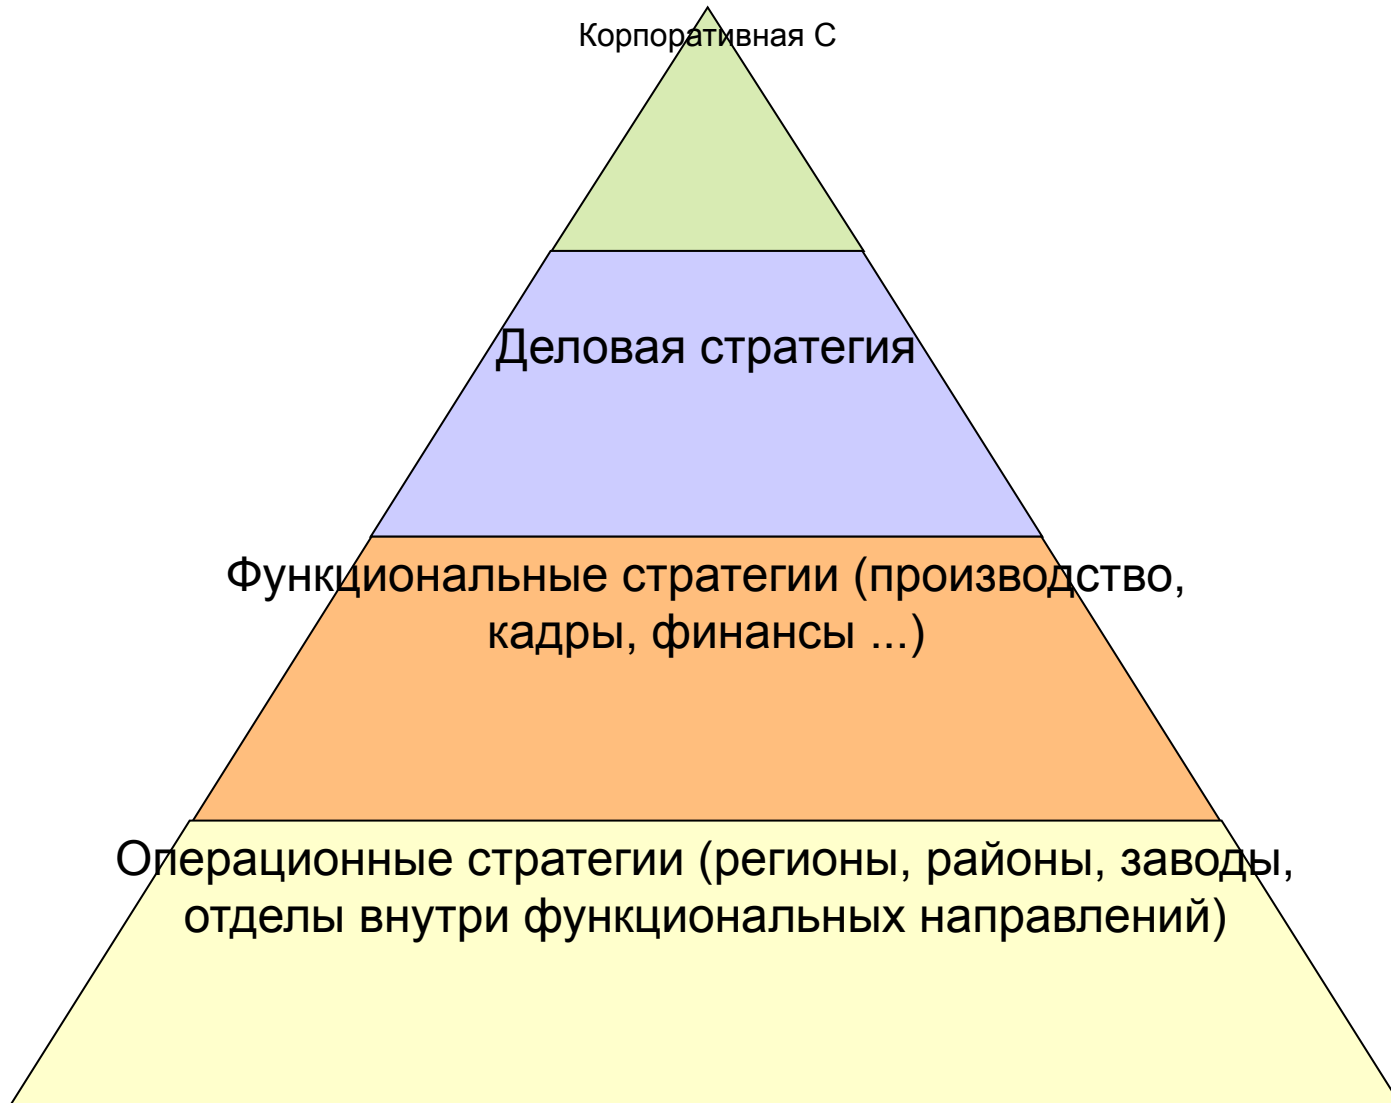 Корпоративная С
Деловая стратегия
Функциональные стратегии (производство,
кадры, финансы ...)
Операционные стратегии (регионы, районы, заводы,
отделы внутри функциональных направлений)